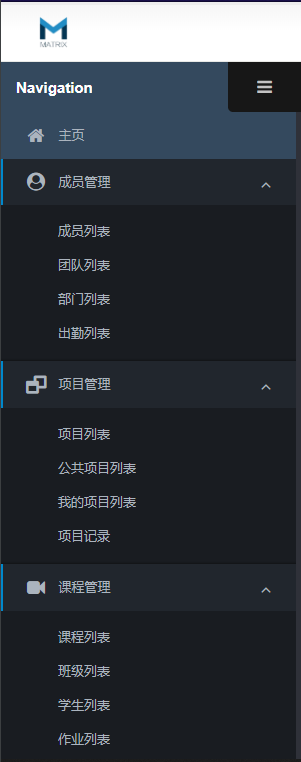 MATRIX
Navigation
主页
成员管理
成员列表
团队列表
部门列表
出勤列表
项目管理
项目列表
公共项目列表
我的项目列表
项目记录
课程管理
课程列表
班级列表
学生列表
作业列表